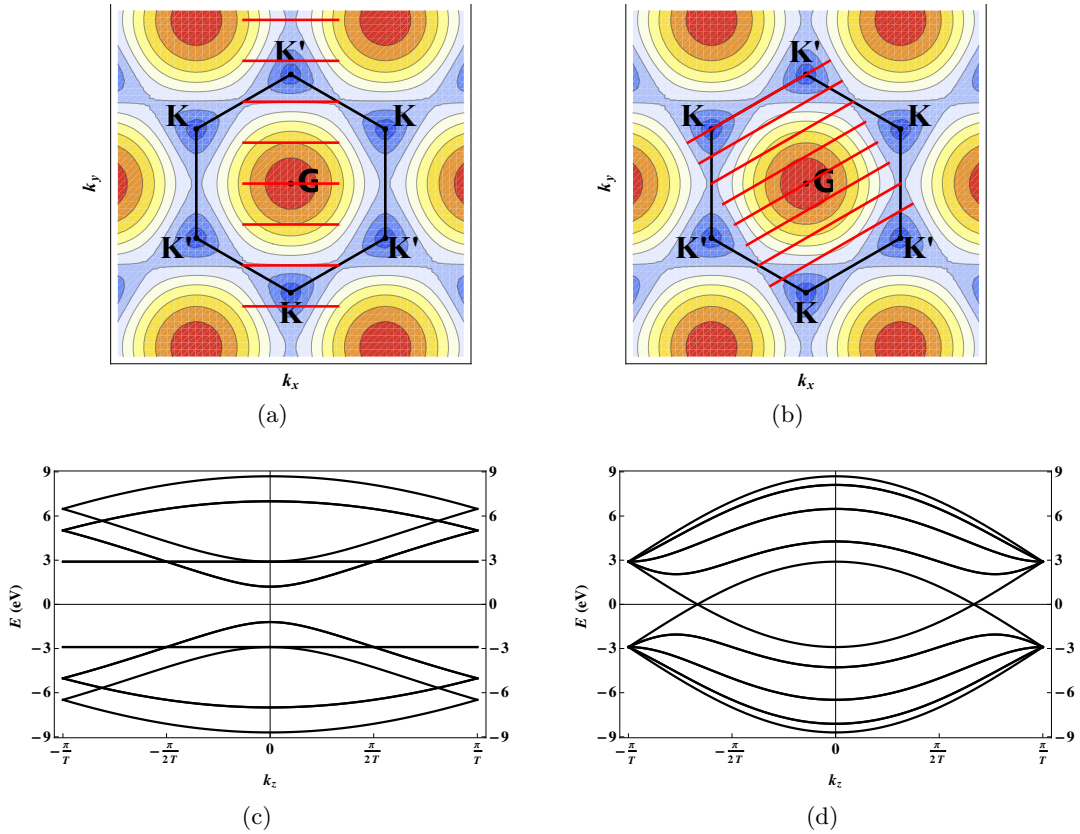 K' K'
K K K K
G G
k_y k_y
K' K' K' K'
K K
k_x k_x
(a) (b)
9 9 9 9
6 6 6 6
3 3 3 3
E (eV) 0 0 E (eV) 0 0
-3 -3 -3 -3
-6 -6 -6 -6
-9 -9 -9 -9
-π/T -π/2T 0 π/2T π/T -π/T -π/2T 0 π/2T π/T
k_z k_z
(c) (d)